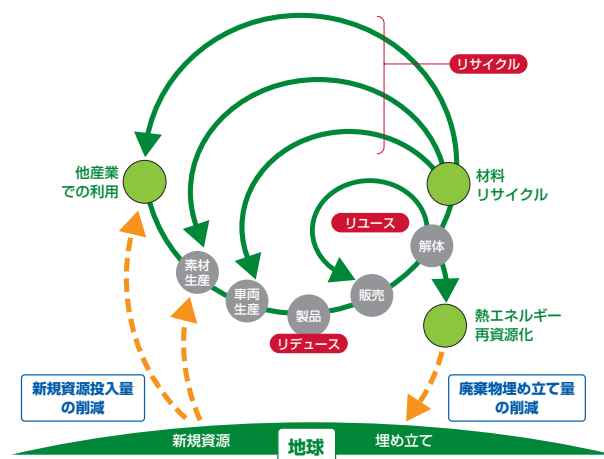 リサイクル
他産業
での利用
材料
リサイクル
リユース
解体
素材
生産
車両
生産
製品
販売
リデュース
熱エネルギー
再資源化
新規資源投入量
の削減
廃棄物埋め立て量
の削減
新規資源
地球
埋め立て